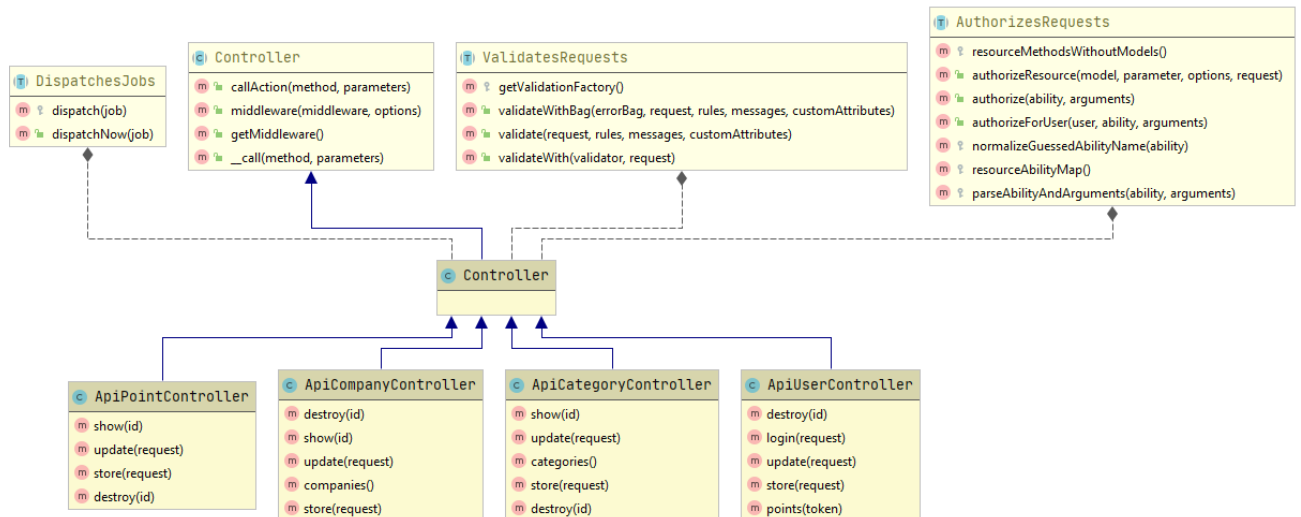 DispatchesJobs
dispatch(job)
dispatchNow(job)
Controller
callAction(method, parameters)
middleware(middleware, options)
getMiddleware()
__call(method, parameters)
ValidatesRequests
getValidationFactory()
validateWithBag(errorBag, request, rules, messages, customAttributes)
validate(request, rules, messages, customAttributes)
validateWith(validator, request)
AuthorizesRequests
resourceMethodsWithoutModels()
authorizeResource(model, parameter, options, request)
authorize(ability, arguments)
authorizeForUser(user, ability, arguments)
normalizeGuessedAbilityName(ability)
resourceAbilityMap()
parseAbilityAndArguments(ability, arguments)
Controller
ApiPointController
show(id)
update(request)
store(request)
destroy(id)
ApiCompanyController
destroy(id)
show(id)
update(request)
companies()
store(request)
ApiCategoryController
show(id)
update(request)
categories()
store(request)
destroy(id)
ApiUserController
destroy(id)
login(request)
update(request)
store(request)
points(token)